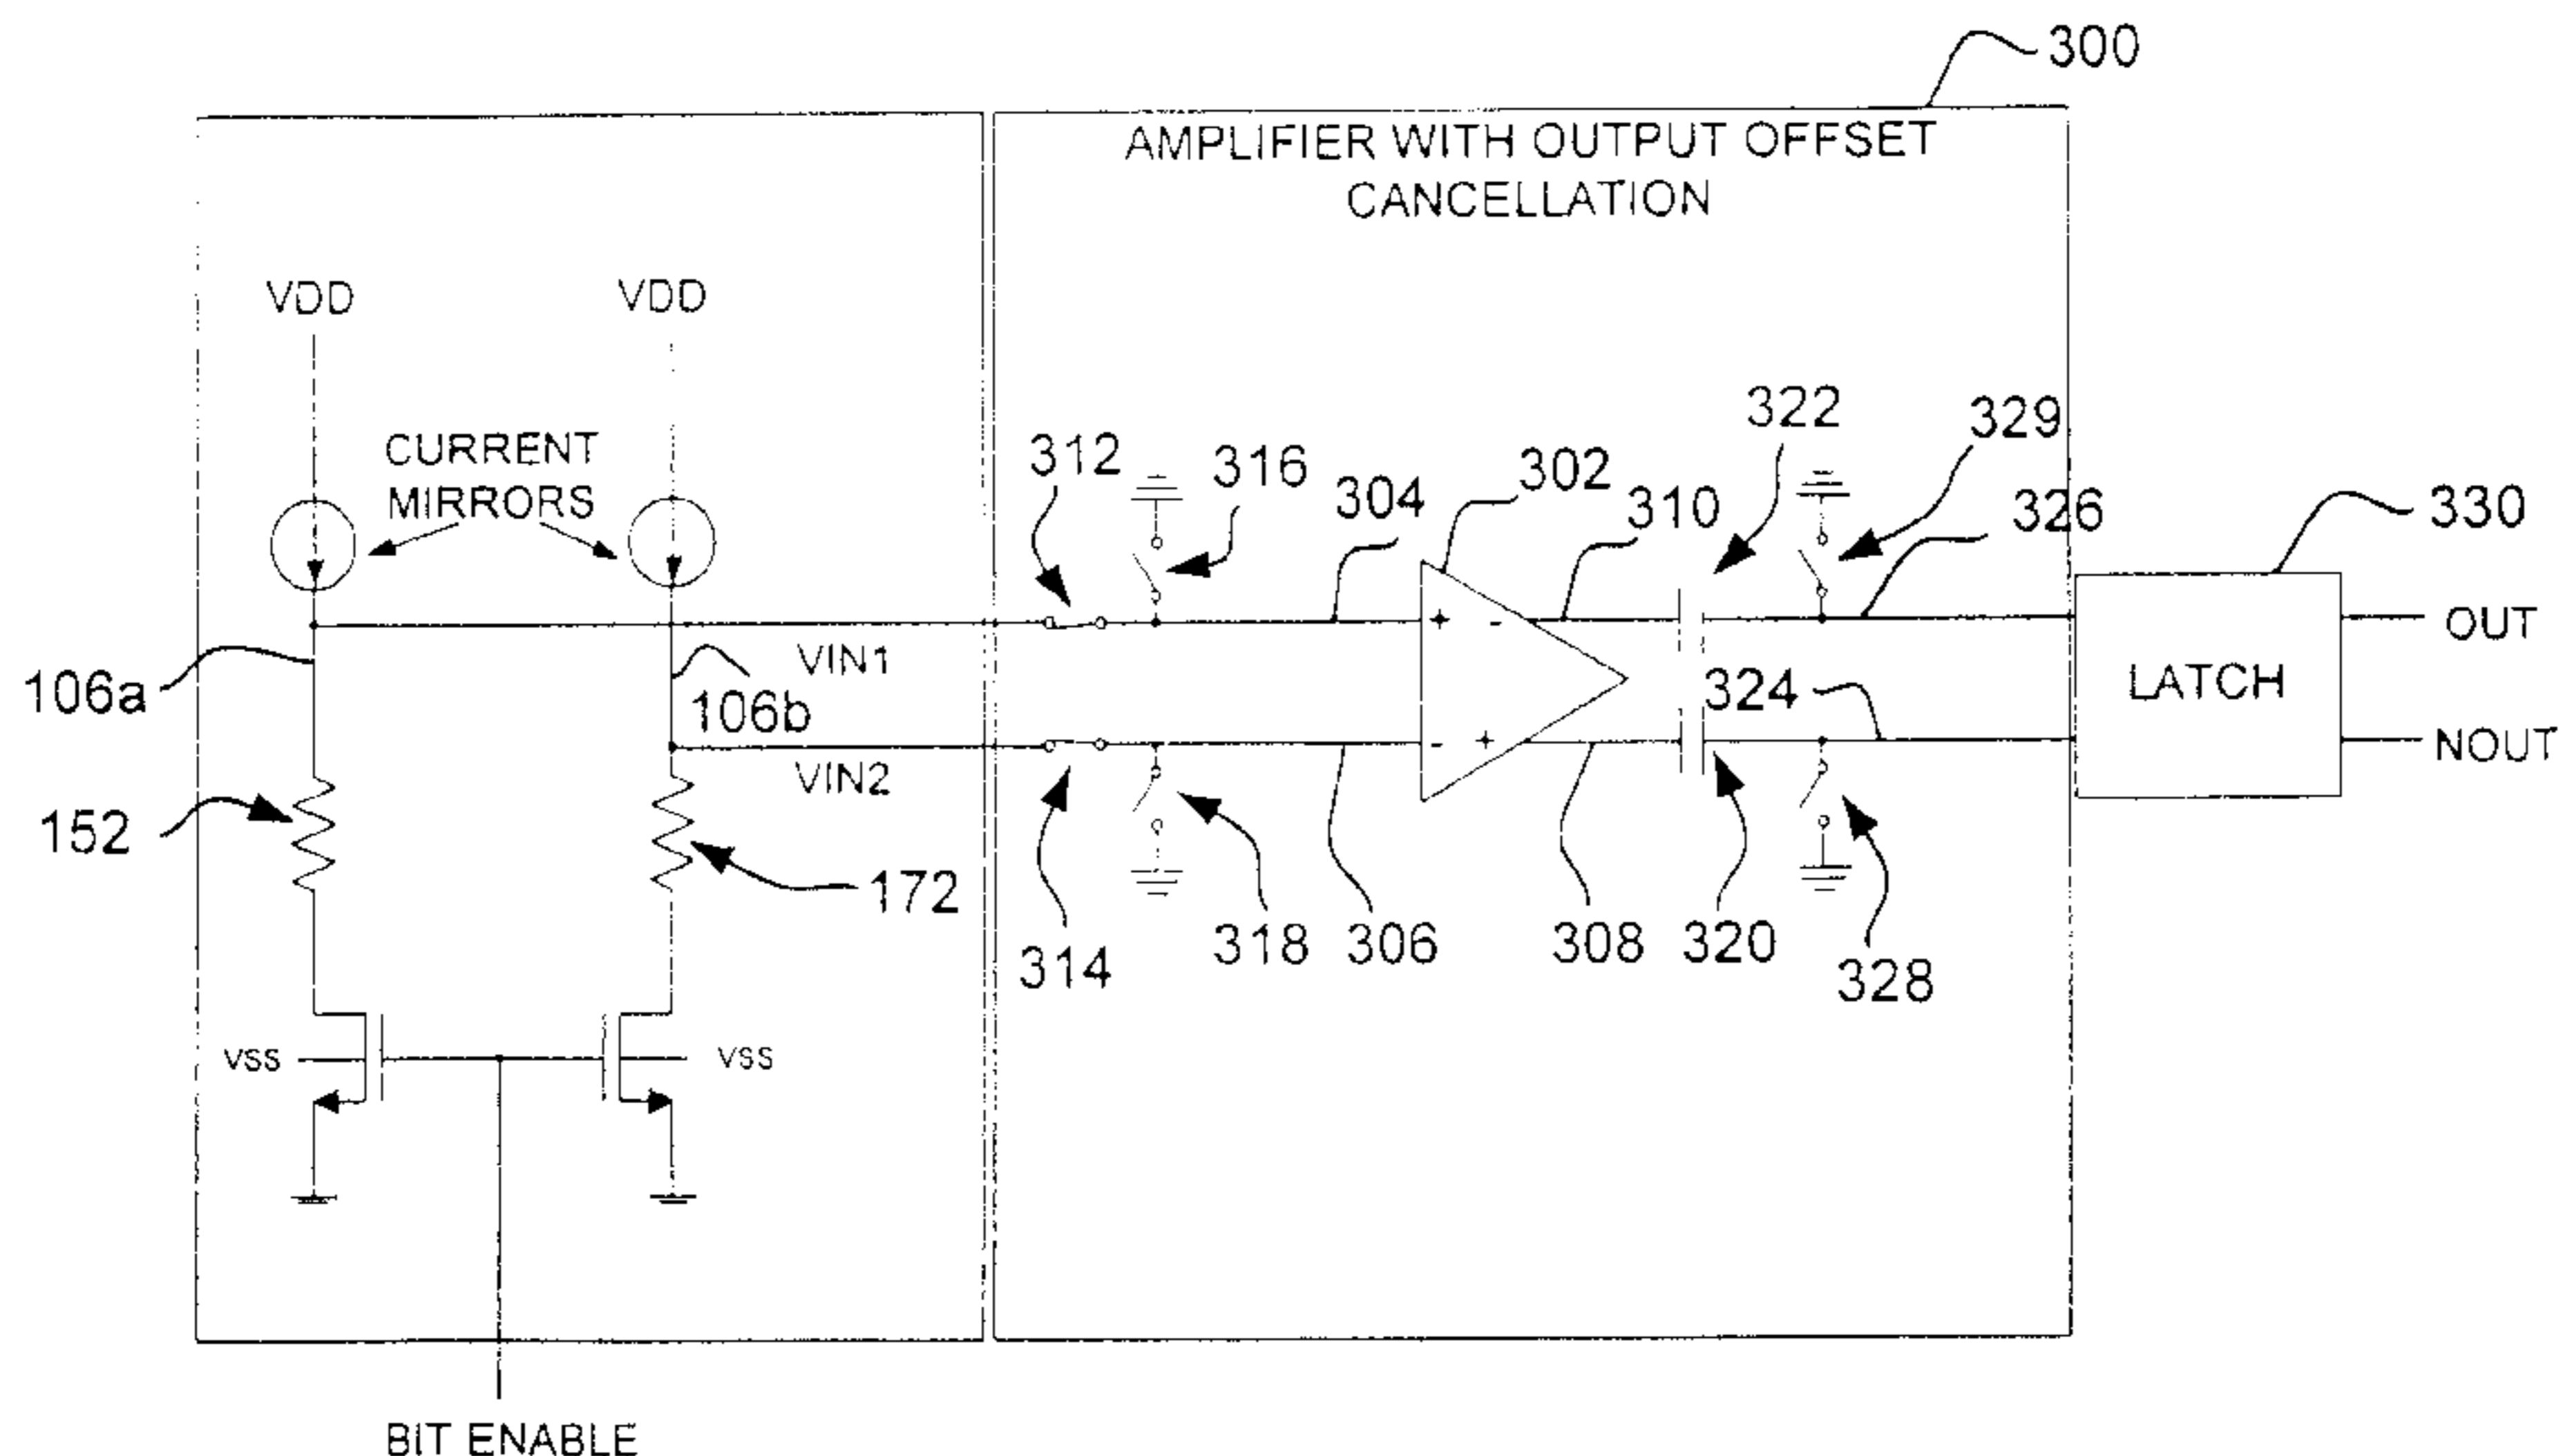 300
AMPLIFIER WITH OUTPUT OFFSET
CANCELLATION
VDD
VDD
CURRENT
MIRRORS
312
316
304
302
310
322
329
326
330
+
-
OUT
VIN1
106a
106b
LATCH
324
-
+
NOUT
VIN2
152
172
314
318
306
308
320
328
VSS
VSS
BIT ENABLE